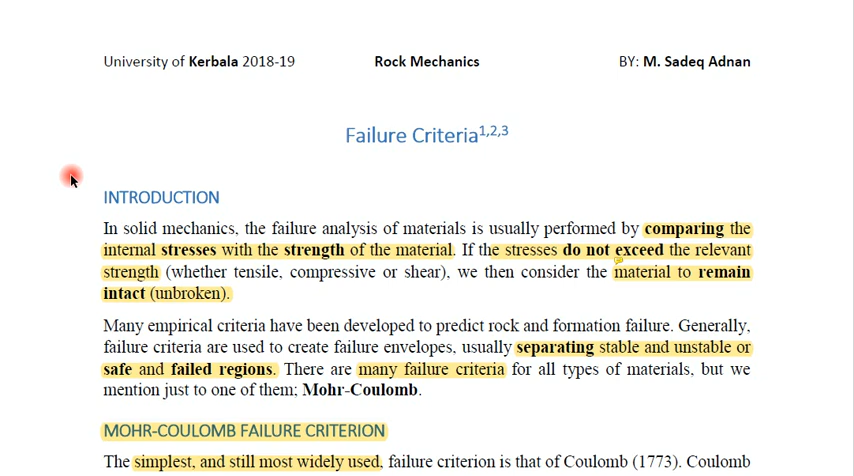 University of Kerbala 2018-19 Rock Mechanics BY: M. Sadeq Adnan
Failure Criteria1,2,3
INTRODUCTION
In solid mechanics, the failure analysis of materials is usually performed by comparing the
internal stresses with the strength of the material. If the stresses do not exceed the relevant
strength (whether tensile, compressive or shear), we then consider the material to remain
intact (unbroken).
Many empirical criteria have been developed to predict rock and formation failure. Generally,
failure criteria are used to create failure envelopes, usually separating stable and unstable or
safe and failed regions. There are many failure criteria for all types of materials, but we
mention just to one of them; Mohr-Coulomb.
MOHR-COULOMB FAILURE CRITERION
The simplest, and still most widely used, failure criterion is that of Coulomb (1773). Coulomb